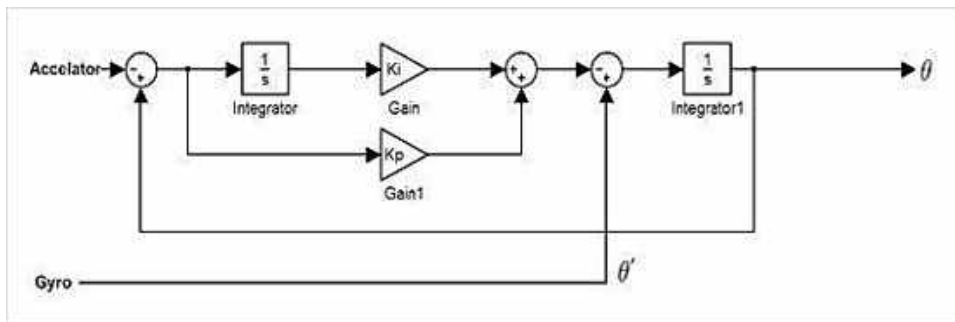 Accelator
- +
1/s
Integrator
Ki
Gain
+ +
- +
1/s
Integrator1
θ
Kp
Gain1
Gyro
θ′